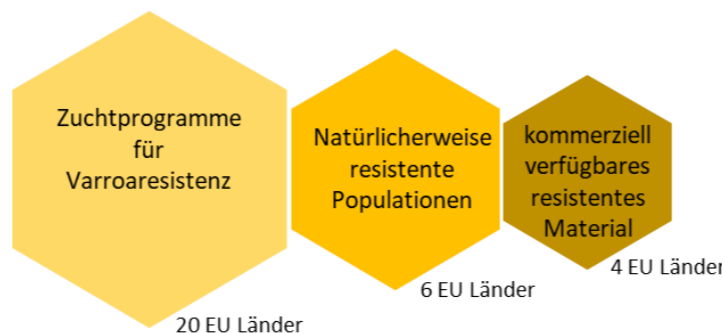 Zuchtprogramme
für
Varroaresistenz
20 EU Länder
Natürlicherweise
resistente
Populationen
6 EU Länder
kommerziell
verfügbares
resistentes
Material
4 EU Länder